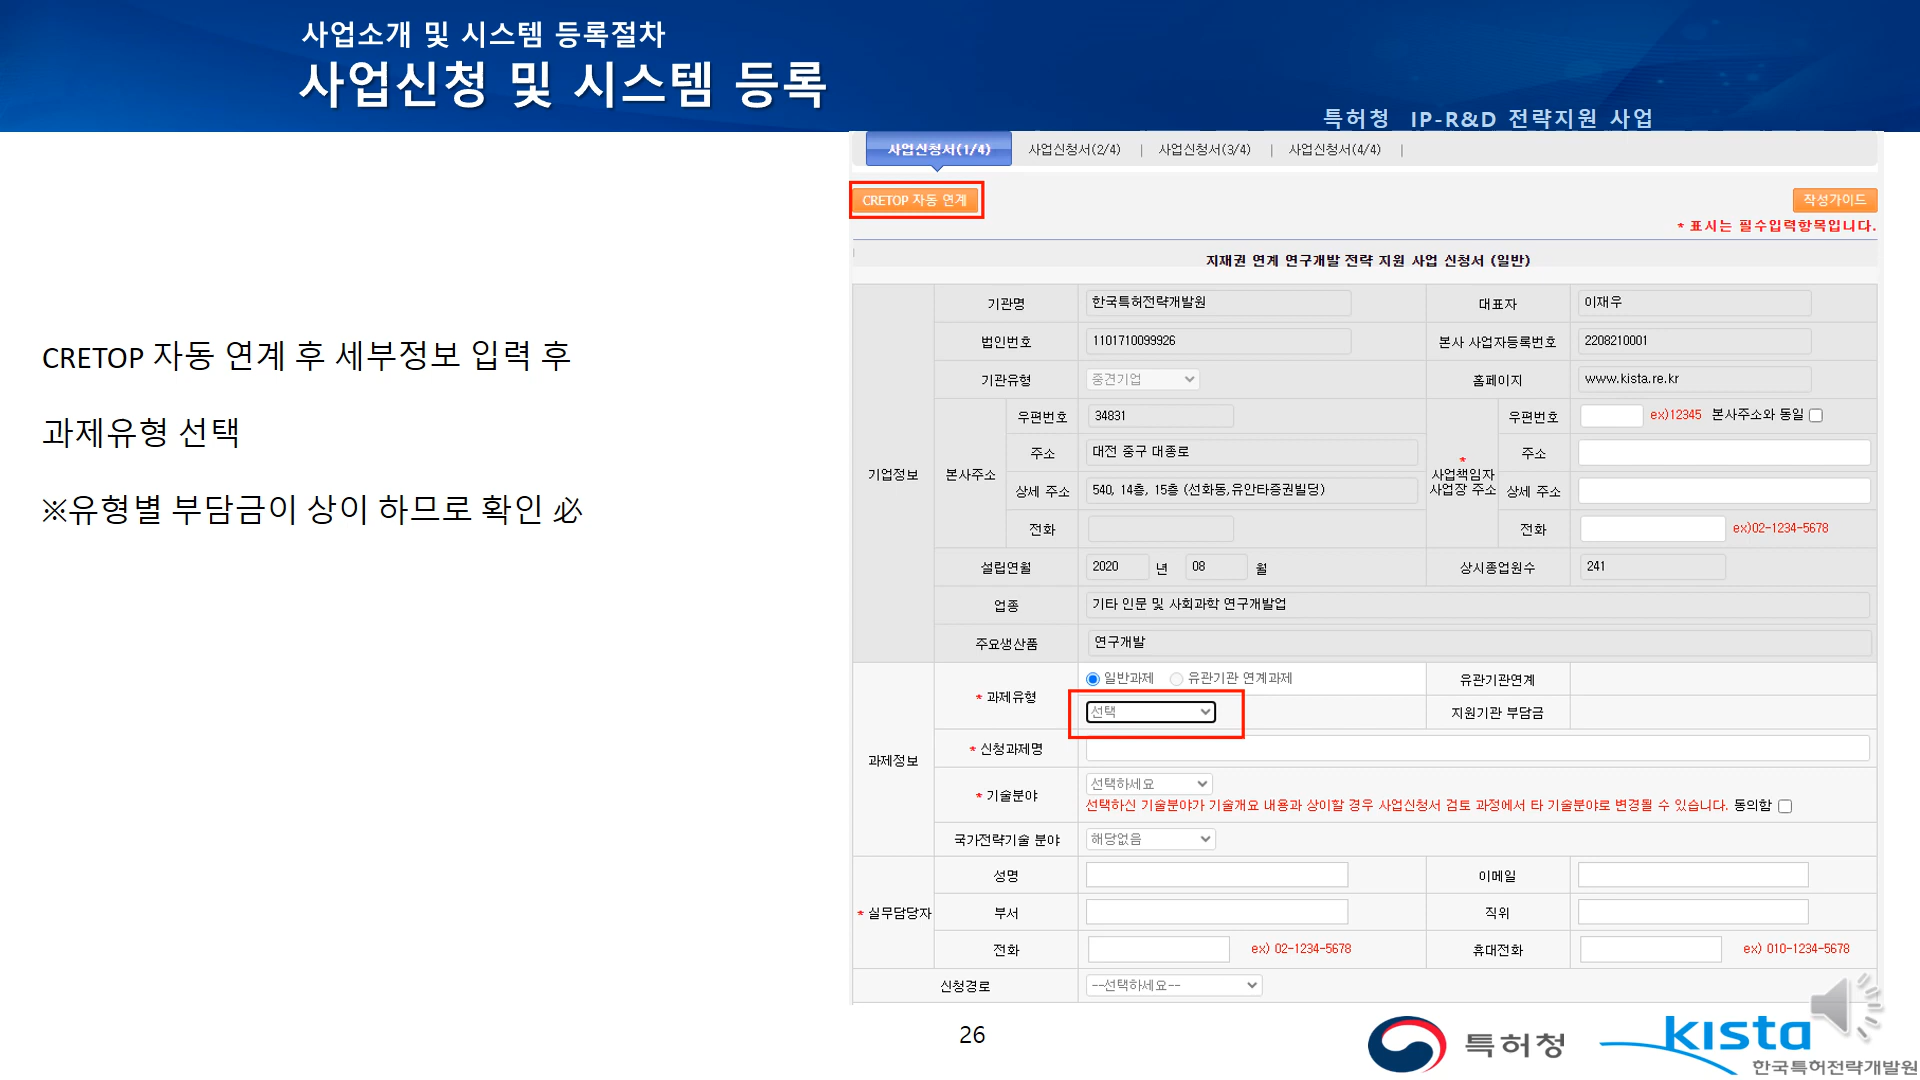 사업소개 및 시스템 등록절차
사업신청 및 시스템 등록
특허청 IP-R&D 전략지원 사업
사업신청서(1/4) 사업신청서(2/4) | 사업신청서(3/4) | 사업신청서(4/4) |
CRETOP 자동 연계 작성가이드
* 표시는 필수입력항목입니다.
지재권 연계 연구개발 전략 지원 사업 신청서 (일반)
CRETOP 자동 연계 후 세부정보 입력 후
과제유형 선택
※유형별 부담금이 상이 하므로 확인 必
기업정보
기관명 한국특허전략개발원 대표자 이재우
법인번호 1101710099926 본사 사업자등록번호 2208210001
기관유형 중견기업 홈페이지 www.kista.re.kr
본사주소
우편번호 34831
주소 대전 중구 대종로
상세 주소 540, 14층, 15층 (선화동,유안타증권빌딩)
전화
*
사업책임자
사업장 주소
우편번호 ex)12345 본사주소와 동일
주소
상세 주소
전화 ex)02-1234-5678
설립연월 2020 년 08 월 상시종업원수 241
업종 기타 인문 및 사회과학 연구개발업
주요생산품 연구개발
과제정보
* 과제유형 일반과제 유관기관 연계과제 유관기관연계
선택 지원기관 부담금
* 신청과제명
* 기술분야 선택하세요
선택하신 기술분야가 기술개요 내용과 상이할 경우 사업신청서 검토 과정에서 타 기술분야로 변경될 수 있습니다. 동의함
국가전략기술 분야 해당없음
* 실무담당자
성명 이메일
부서 직위
전화 ex) 02-1234-5678 휴대전화 ex) 010-1234-5678
신청경로 --선택하세요--
26
특허청
kista
한국특허전략개발원